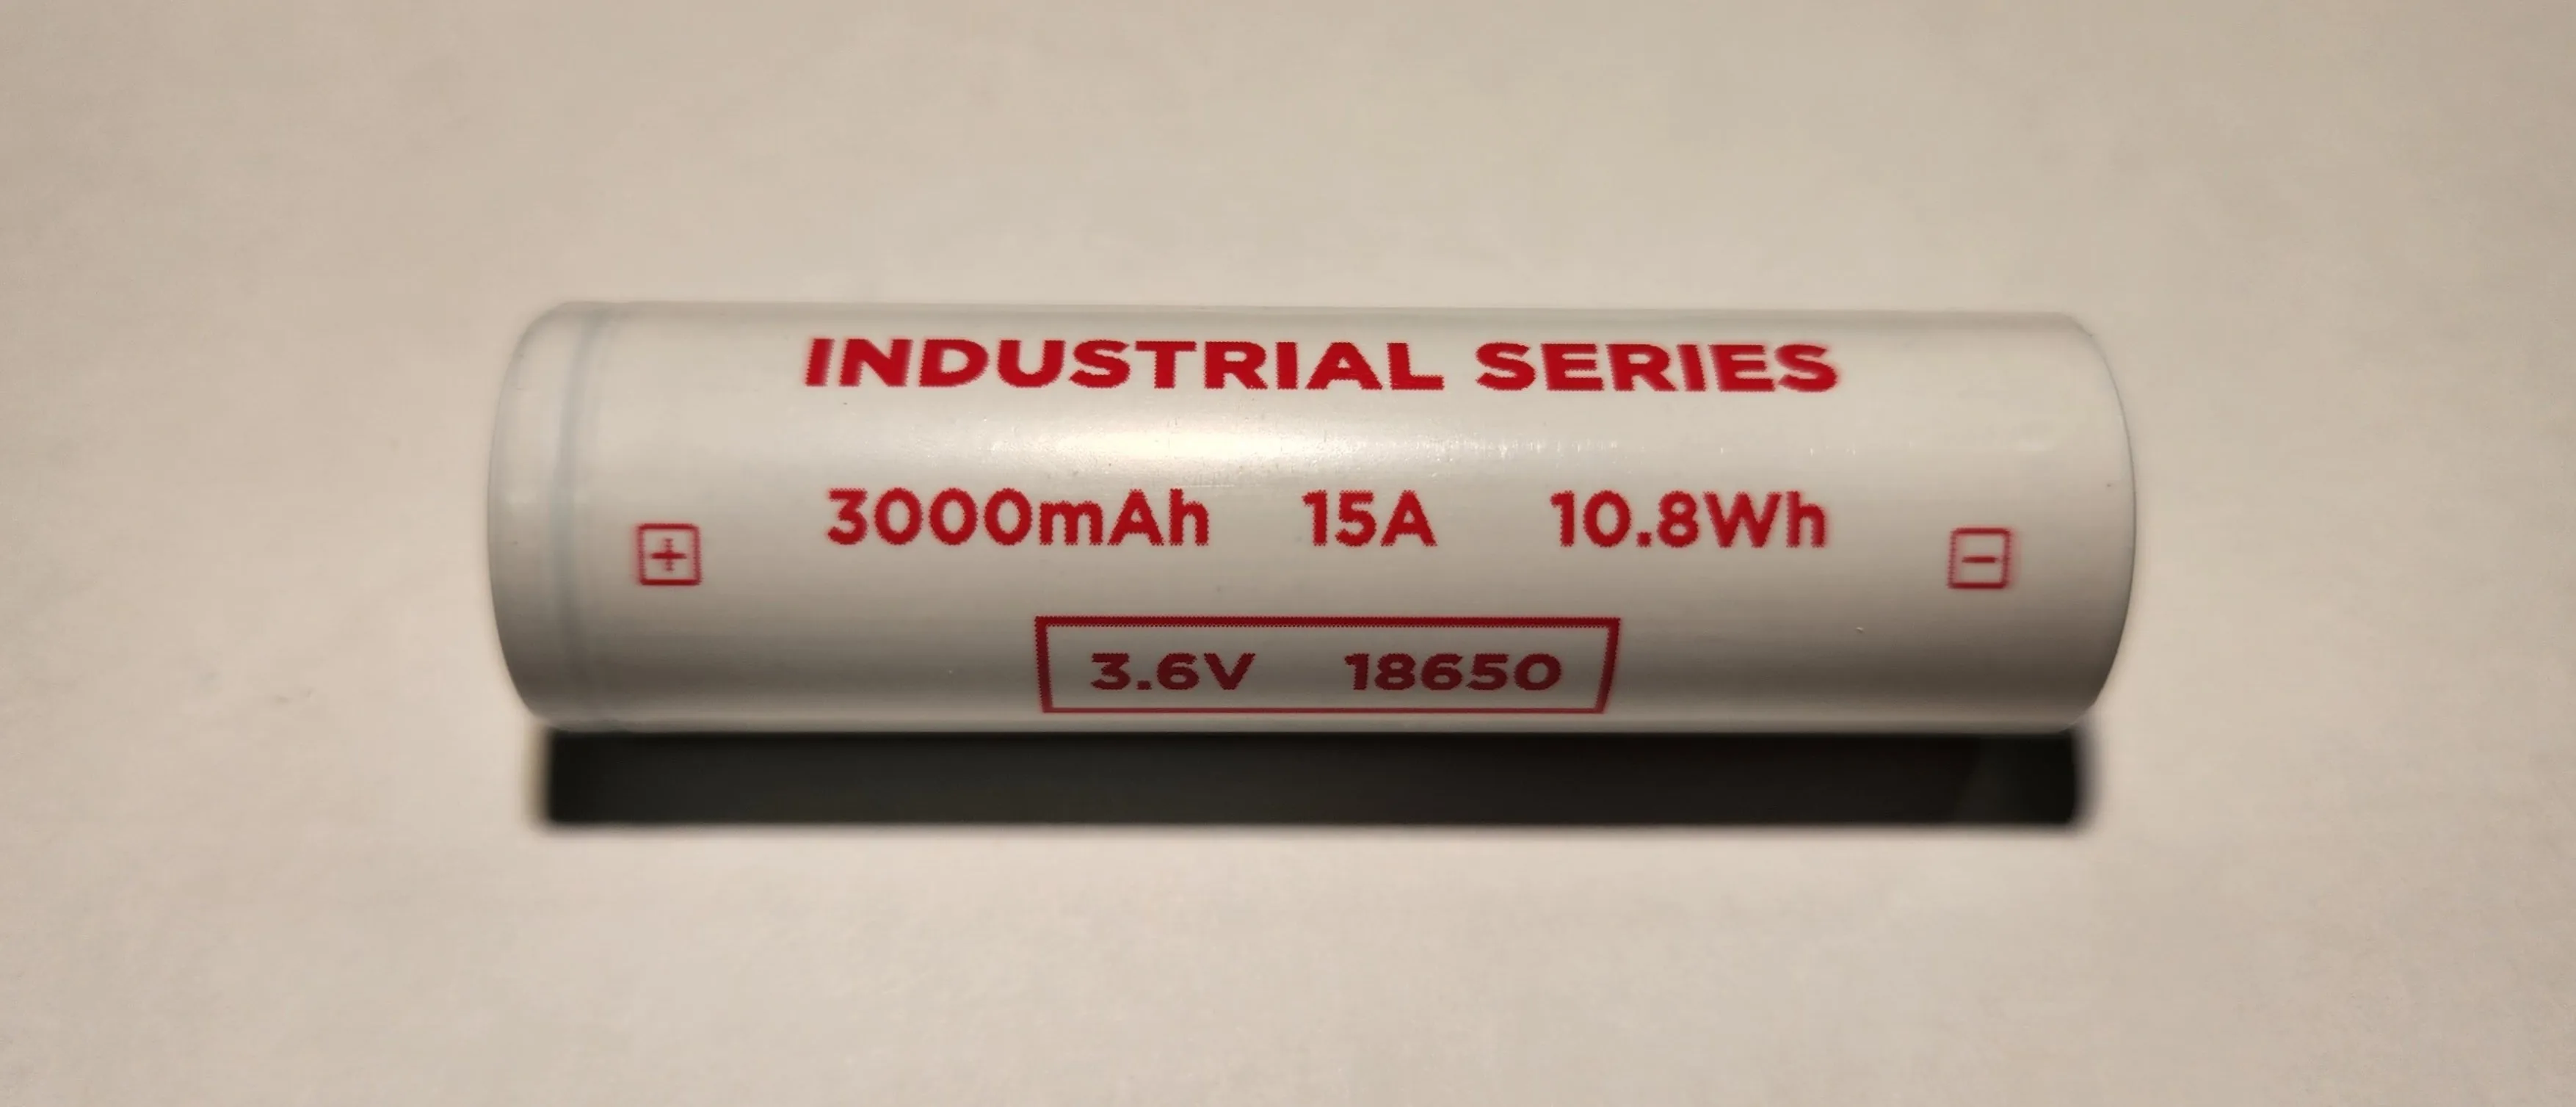 INDUSTRIAL SERIES
3000mAh 15A 10.8Wh
+ −
3.6V 18650